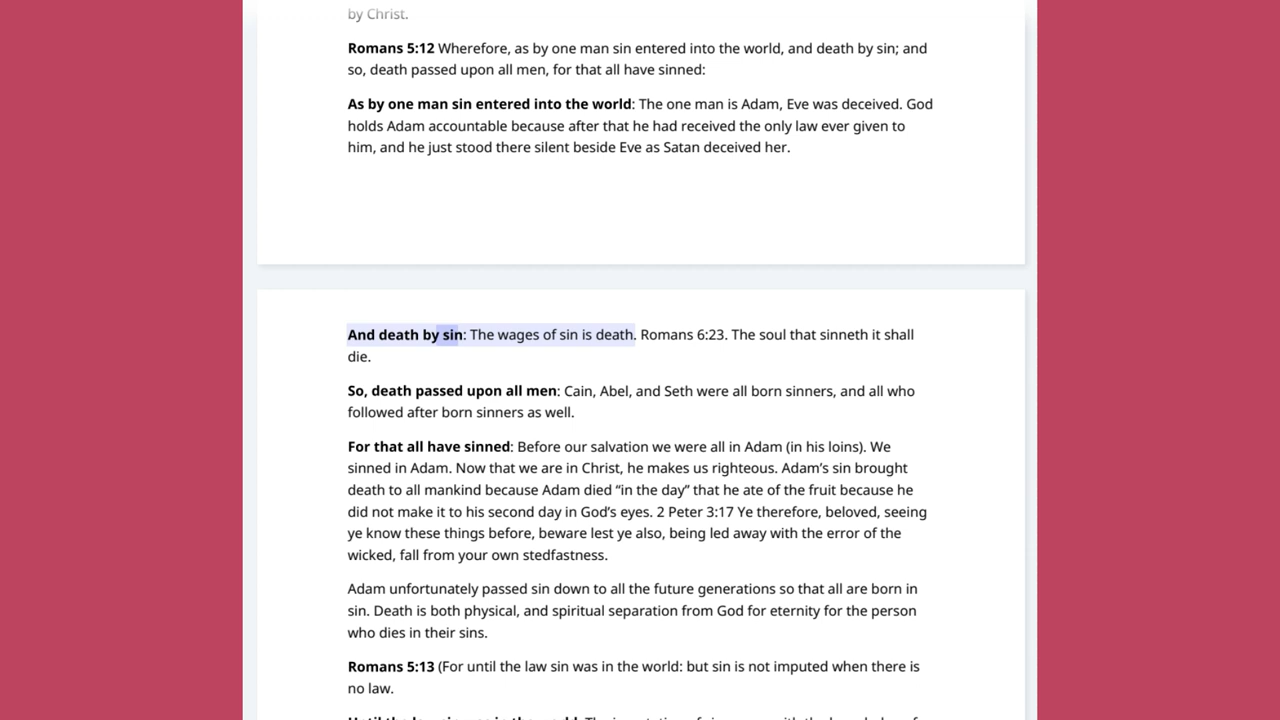 by Christ.
Romans 5:12 Wherefore, as by one man sin entered into the world, and death by sin; and
so, death passed upon all men, for that all have sinned:
As by one man sin entered into the world: The one man is Adam, Eve was deceived. God
holds Adam accountable because after that he had received the only law ever given to
him, and he just stood there silent beside Eve as Satan deceived her.
And death by sin: The wages of sin is death. Romans 6:23. The soul that sinneth it shall
die.
So, death passed upon all men: Cain, Abel, and Seth were all born sinners, and all who
followed after born sinners as well.
For that all have sinned: Before our salvation we were all in Adam (in his loins). We
sinned in Adam. Now that we are in Christ, he makes us righteous. Adam’s sin brought
death to all mankind because Adam died “in the day” that he ate of the fruit because he
did not make it to his second day in God’s eyes. 2 Peter 3:17 Ye therefore, beloved, seeing
ye know these things before, beware lest ye also, being led away with the error of the
wicked, fall from your own stedfastness.
Adam unfortunately passed sin down to all the future generations so that all are born in
sin. Death is both physical, and spiritual separation from God for eternity for the person
who dies in their sins.
Romans 5:13 (For until the law sin was in the world: but sin is not imputed when there is
no law.